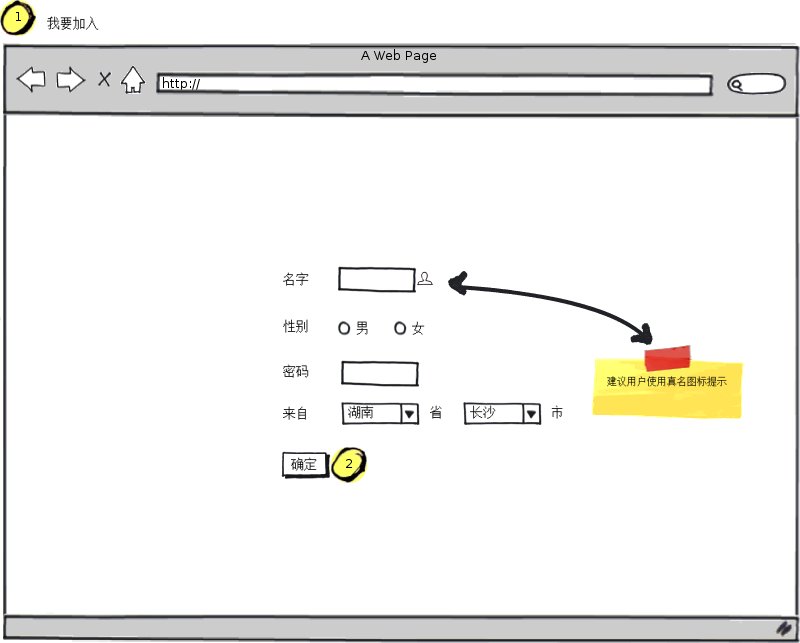 1 我要加入
A Web Page
http://
名字
性别 男 女
建议用户使用真名图标提示
密码
来自 湖南 省 长沙 市
确定 2